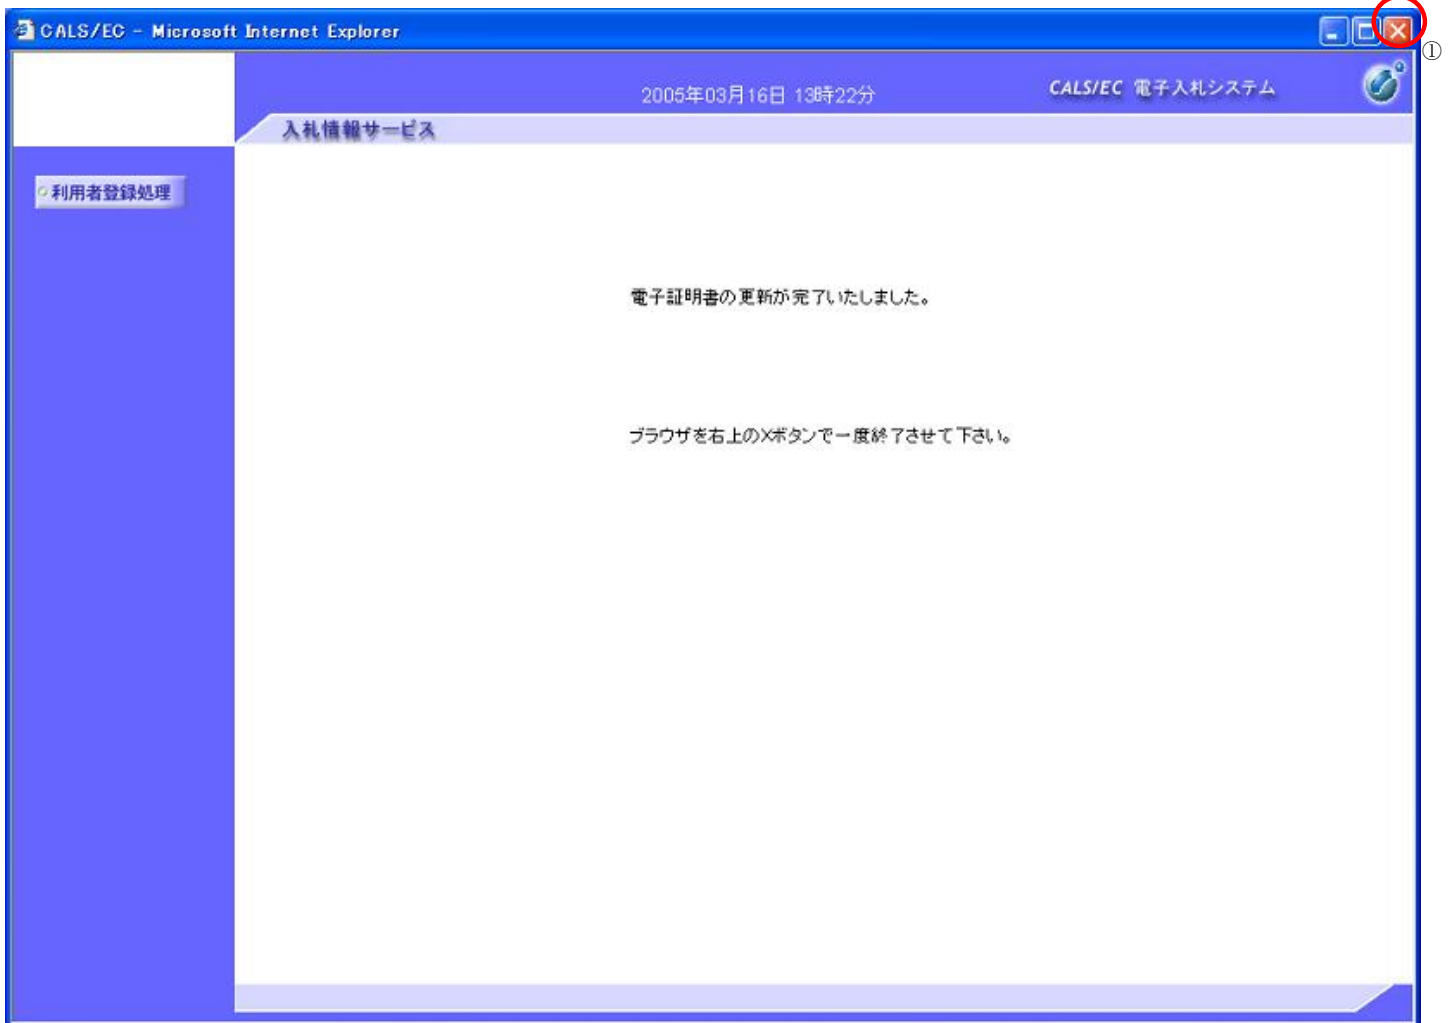 CALS/EC - Microsoft Internet Explorer
①
2005年03月16日 13時22分
CALS/EC 電子入札システム
入札情報サービス
利用者登録処理
電子証明書の更新が完了いたしました。
ブラウザを右上のXボタンで一度終了させて下さい。